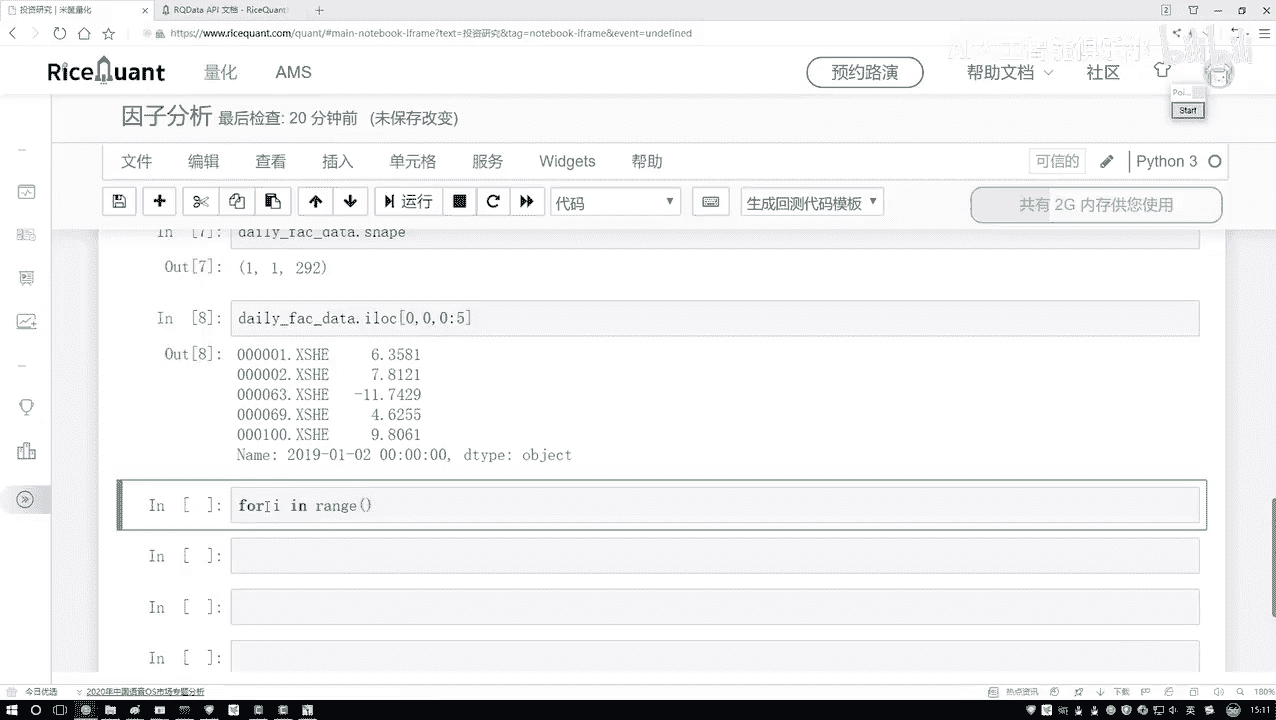 投资研究 | 米筐量化
RQData API 文档 - RiceQuant
https://www.ricequant.com/quant/#main-notebook-iframe?text=投资研究&tag=notebook-iframe&event=undefined
RiceQuant 量化 AMS 预约路演 帮助文档 社区
Poi...
Start
因子分析 最后检查: 20 分钟前 (未保存改变)
文件 编辑 查看 插入 单元格 服务 Widgets 帮助 可信的 Python 3
运行 代码 生成回测代码模板 共有 2G 内存供您使用
In [7]: daily_fac_data.shape
Out[7]: (1, 1, 292)
In [8]: daily_fac_data.iloc[0,0,0:5]
Out[8]: 000001.XSHE 6.3581
000002.XSHE 7.8121
000063.XSHE -11.7429
000069.XSHE 4.6255
000100.XSHE 9.8061
Name: 2019-01-02 00:00:00, dtype: object
In [ ]: for i in range()
In [ ]:
In [ ]:
In [ ]:
今日优选 2020年中国语音OS市场专题分析 热点资讯 下载 180%
英 15:11